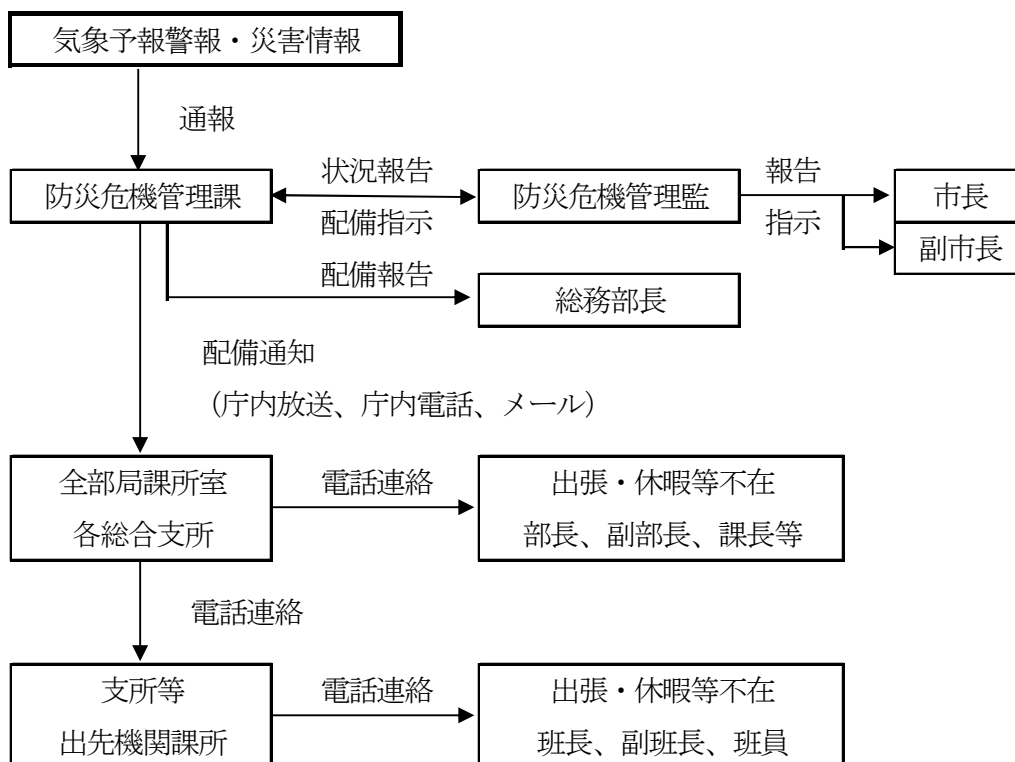 気象予報警報・災害情報
通報
防災危機管理課
状況報告
配備指示
防災危機管理監
報告
指示
市長
副市長
配備報告
総務部長
配備通知
（庁内放送、庁内電話、メール）
全部局課所室
各総合支所
電話連絡
出張・休暇等不在
部長、副部長、課長等
電話連絡
支所等
出先機関課所
電話連絡
出張・休暇等不在
班長、副班長、班員